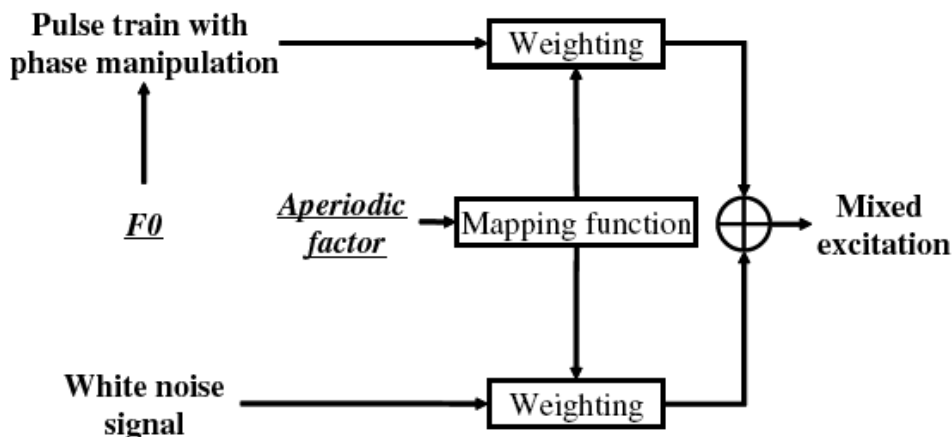 Pulse train with
phase manipulation
Weighting
F0
Aperiodic
factor
Mapping function
Mixed
excitation
White noise
signal
Weighting